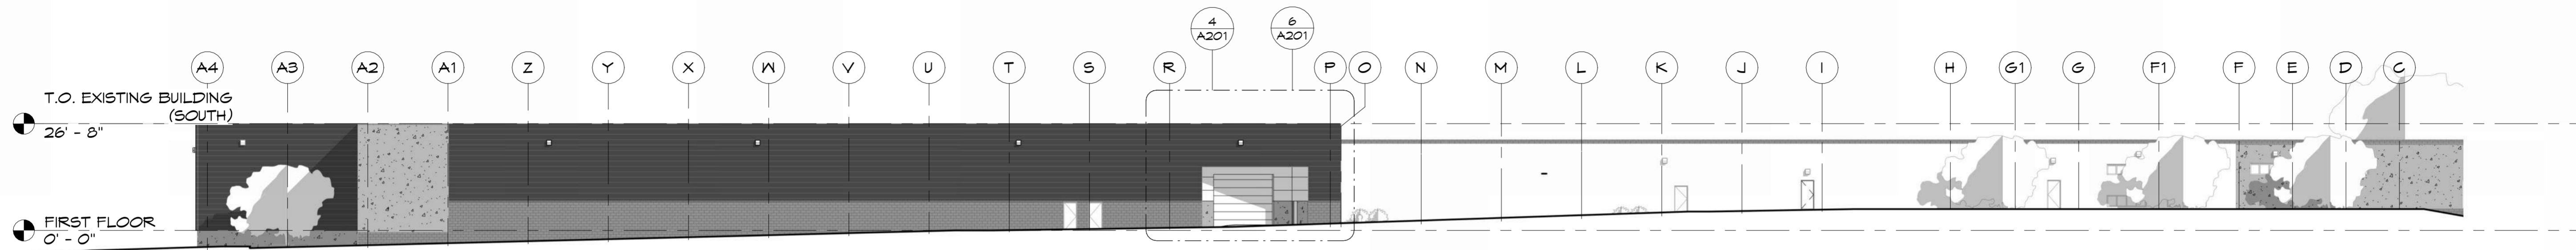 4
A201
6
A201
A4 A3 A2 A1 Z Y X W V U T S R P O N M L K J I H G1 G F1 F E D C
T.O. EXISTING BUILDING
(SOUTH)
26' - 8"
FIRST FLOOR
0' - 0"